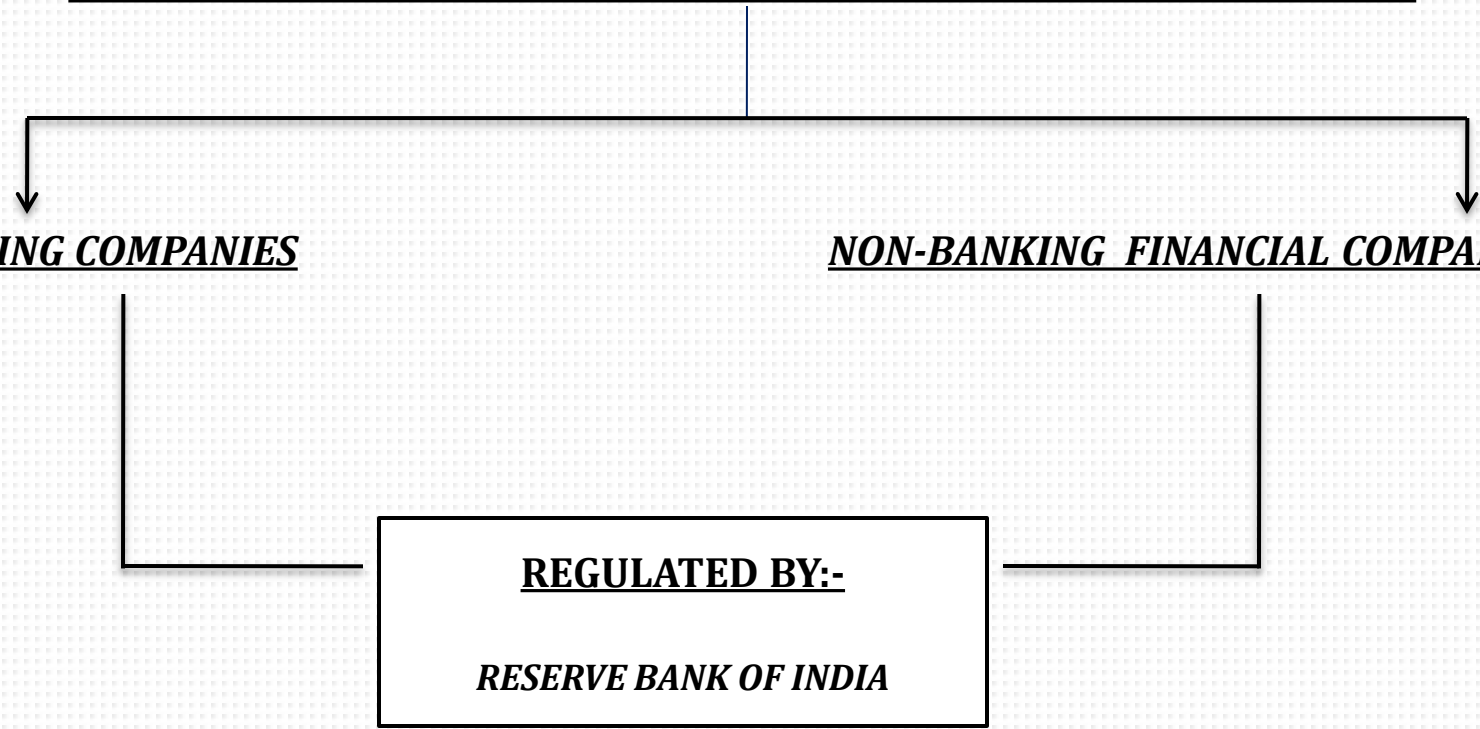 ING COMPANIES
NON-BANKING FINANCIAL COMPA
REGULATED BY:-
RESERVE BANK OF INDIA